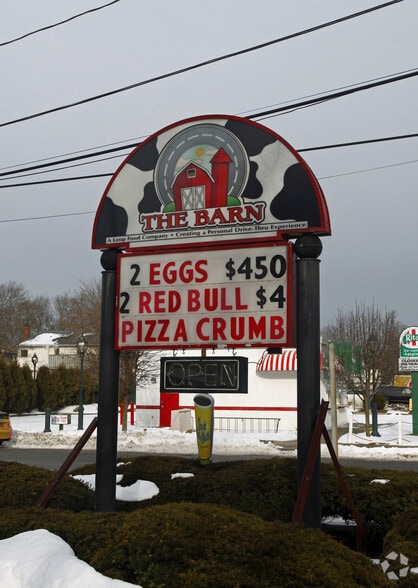 THE BARN
A Loop Food Company • Creating a Personal Drive-Thru Experience
2 EGGS $450
2 RED BULL $4
PIZZA CRUMB
OPEN
Rite